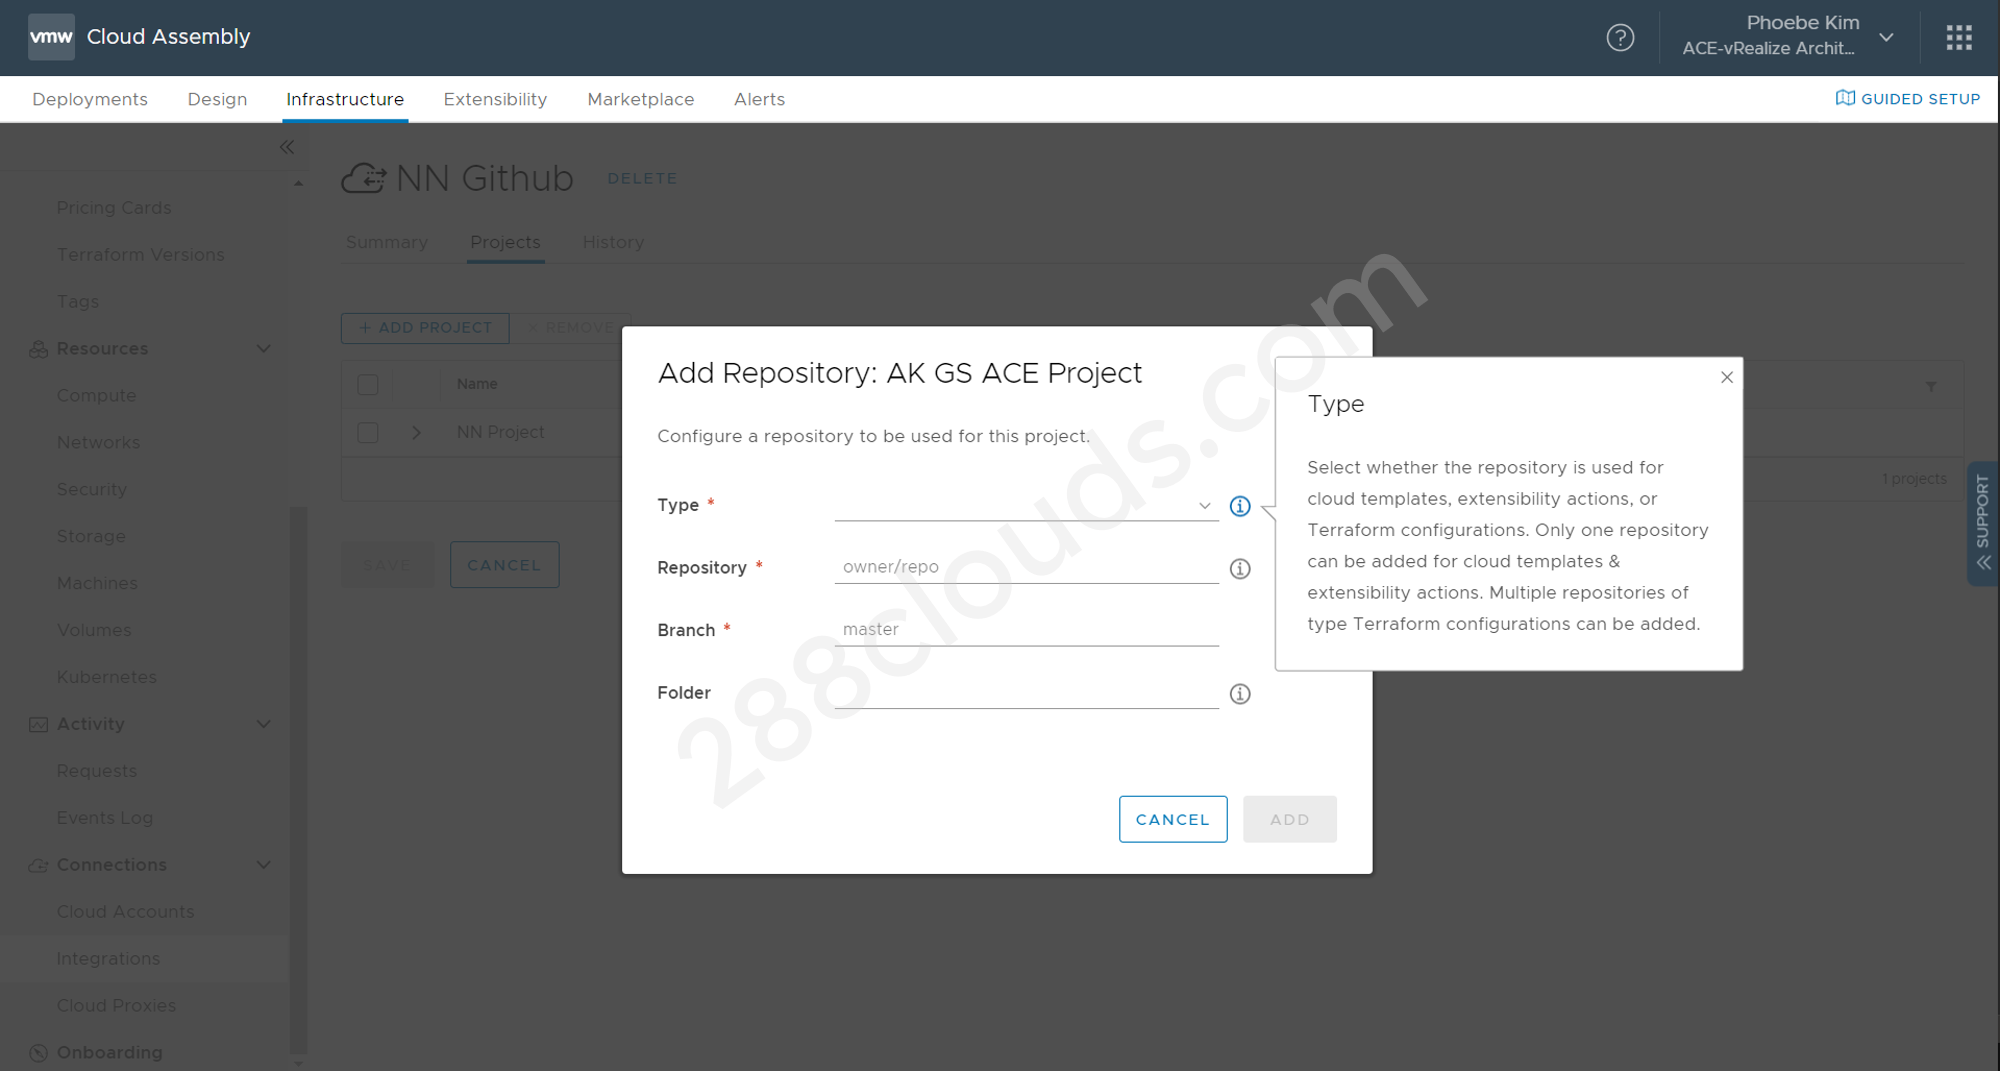 vmw Cloud Assembly
Phoebe Kim
ACE-vRealize Archit...
Deployments Design Infrastructure Extensibility Marketplace Alerts
GUIDED SETUP
Pricing Cards
Terraform Versions
Tags
Resources
Compute
Networks
Security
Storage
Machines
Volumes
Kubernetes
Activity
Requests
Events Log
Connections
Cloud Accounts
Integrations
Cloud Proxies
Onboarding
NN Github DELETE
Summary Projects History
+ ADD PROJECT × REMOVE
Name
NN Project
1 projects
SAVE CANCEL
Add Repository: AK GS ACE Project
Configure a repository to be used for this project.
Type *
Repository * owner/repo
Branch * master
Folder
CANCEL ADD
Type
Select whether the repository is used for
cloud templates, extensibility actions, or
Terraform configurations. Only one repository
can be added for cloud templates &
extensibility actions. Multiple repositories of
type Terraform configurations can be added.
SUPPORT
288clouds.com